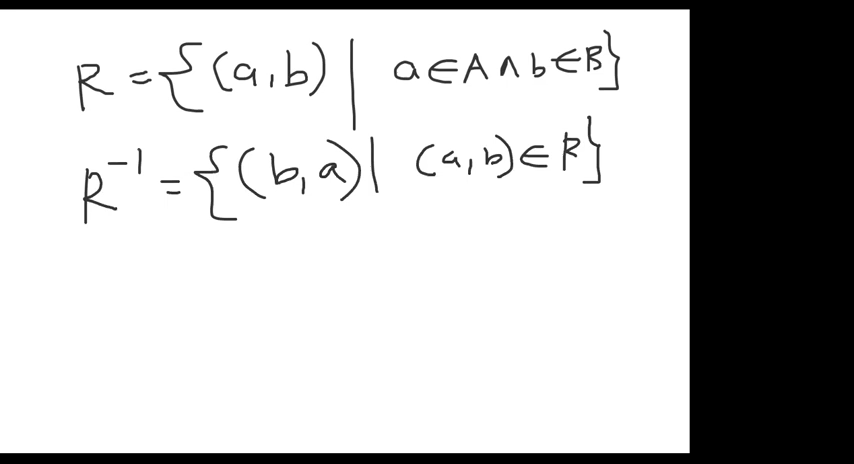 R = {(a,b) | a ∈ A ∧ b ∈ B}
R⁻¹ = {(b,a) | (a,b) ∈ R}